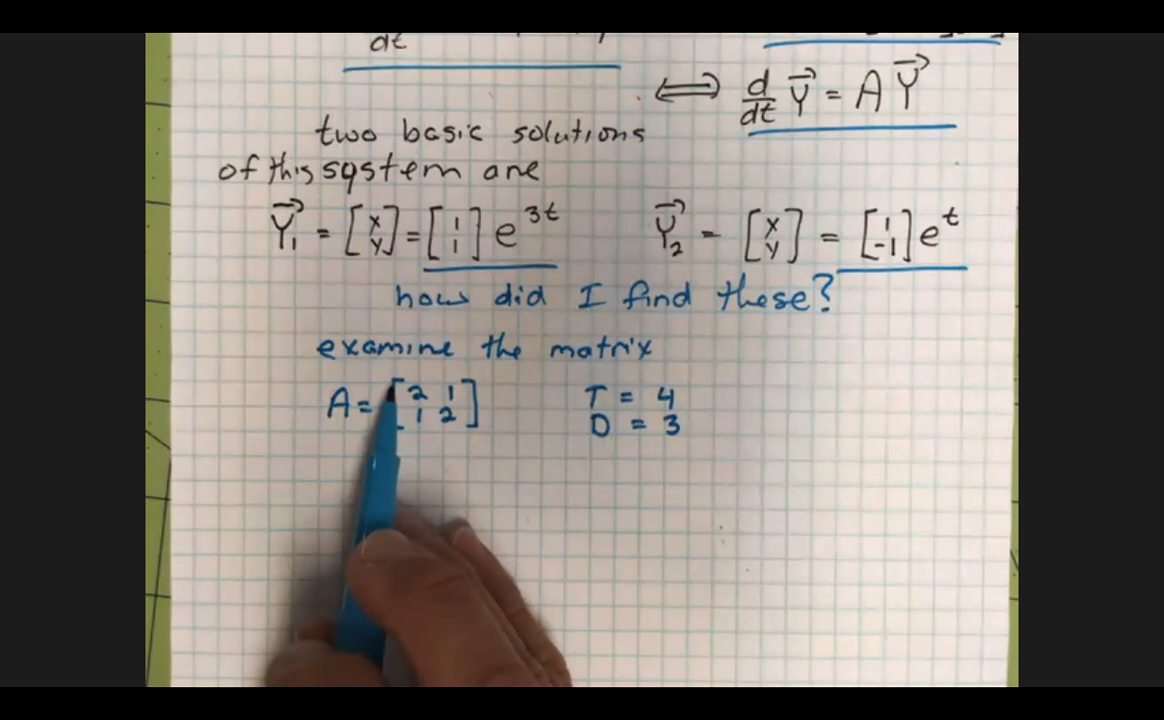 dt
⟺ d/dt Y⃗ = A Y⃗
two basic solutions
of this system are
Y⃗₁ = [x y] = [1 1] e^3t Y⃗₂ = [x y] = [1 -1] e^t
how did I find these?
examine the matrix
A = [2 1 1 2] T = 4
D = 3